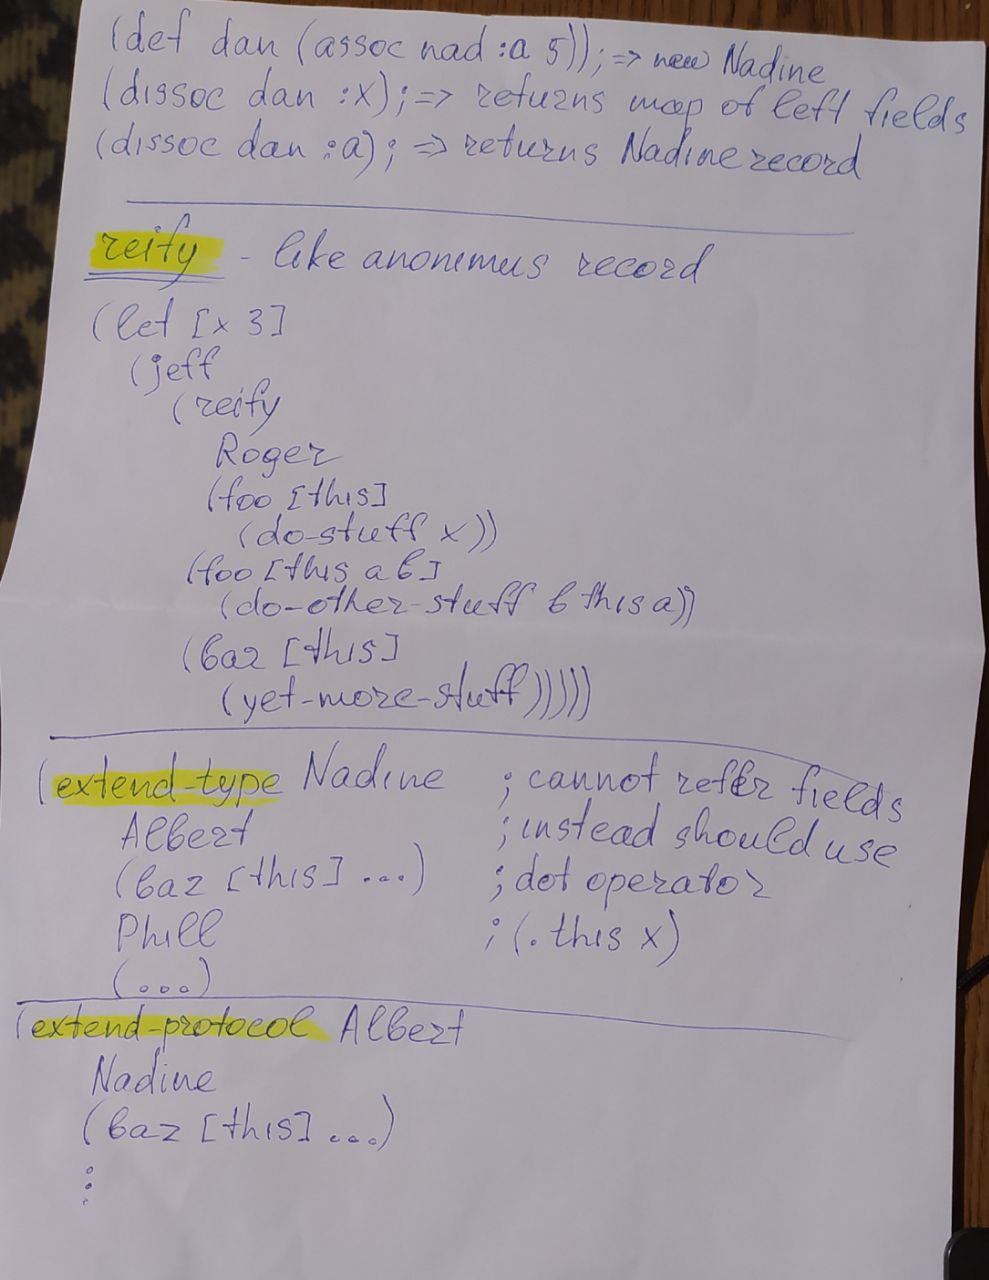 (def dan (assoc nad :a 5)); => new Nadine
(dissoc dan :x); => returns map of left fields
(dissoc dan :a); => returns Nadine record
reify - like anonimus record
(let [x 3]
(jeff
(reify
Roger
(foo [this]
(do-stuff x))
(foo [this a b]
(do-other-stuff b this a))
(baz [this]
(yet-more-stuff)))))
(extend-type Nadine ; cannot refer fields
Albert ; instead should use
(baz [this] ...) ; dot operator
Phill ; (. this x)
(...)
(extend-protocol Albert
Nadine
(baz [this] ...)
⋮